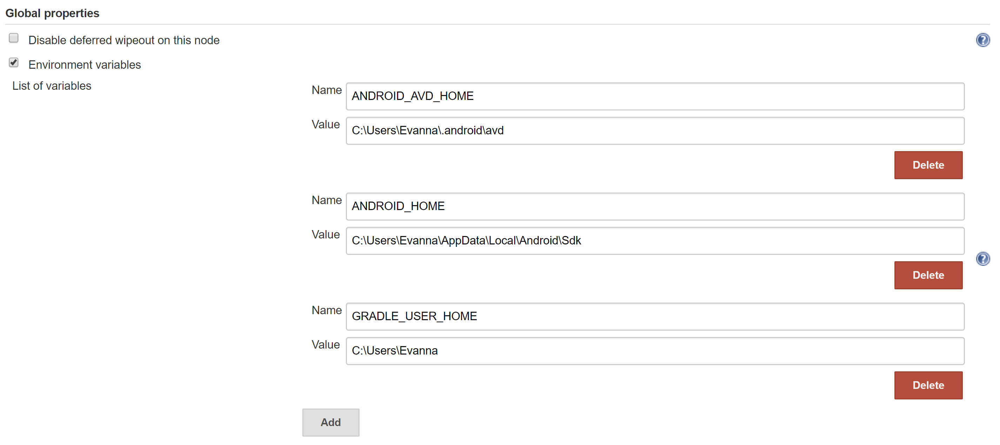 Global properties
Disable deferred wipeout on this node
?
Environment variables
List of variables
Name ANDROID_AVD_HOME
Value C:\Users\Evanna\.android\avd
Delete
Name ANDROID_HOME
Value C:\Users\Evanna\AppData\Local\Android\Sdk
?
Delete
Name GRADLE_USER_HOME
Value C:\Users\Evanna
Delete
Add